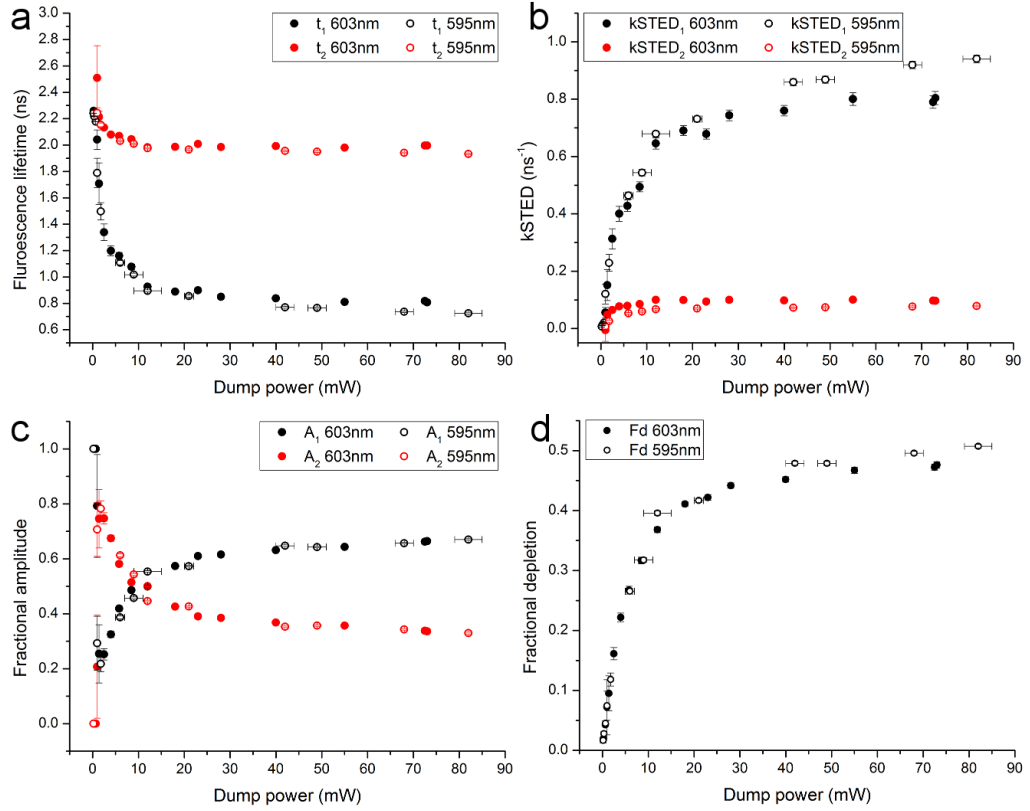 a
3.0
2.8
2.6
2.4
2.2
2.0
1.8
1.6
1.4
1.2
1.0
0.8
0.6
Fluroescence lifetime (ns)
t1 603nm t1 595nm
t2 603nm t2 595nm
0 10 20 30 40 50 60 70 80 90
Dump power (mW)
b
1.0
0.8
0.6
0.4
0.2
0.0
kSTED (ns-1)
kSTED1 603nm kSTED1 595nm
kSTED2 603nm kSTED2 595nm
0 10 20 30 40 50 60 70 80 90
Dump power (mW)
c
1.0
0.8
0.6
0.4
0.2
0.0
Fractional amplitude
A1 603nm A1 595nm
A2 603nm A2 595nm
0 10 20 30 40 50 60 70 80 90
Dump power (mW)
d
0.5
0.4
0.3
0.2
0.1
0.0
Fractional depletion
Fd 603nm
Fd 595nm
0 10 20 30 40 50 60 70 80 90
Dump power (mW)